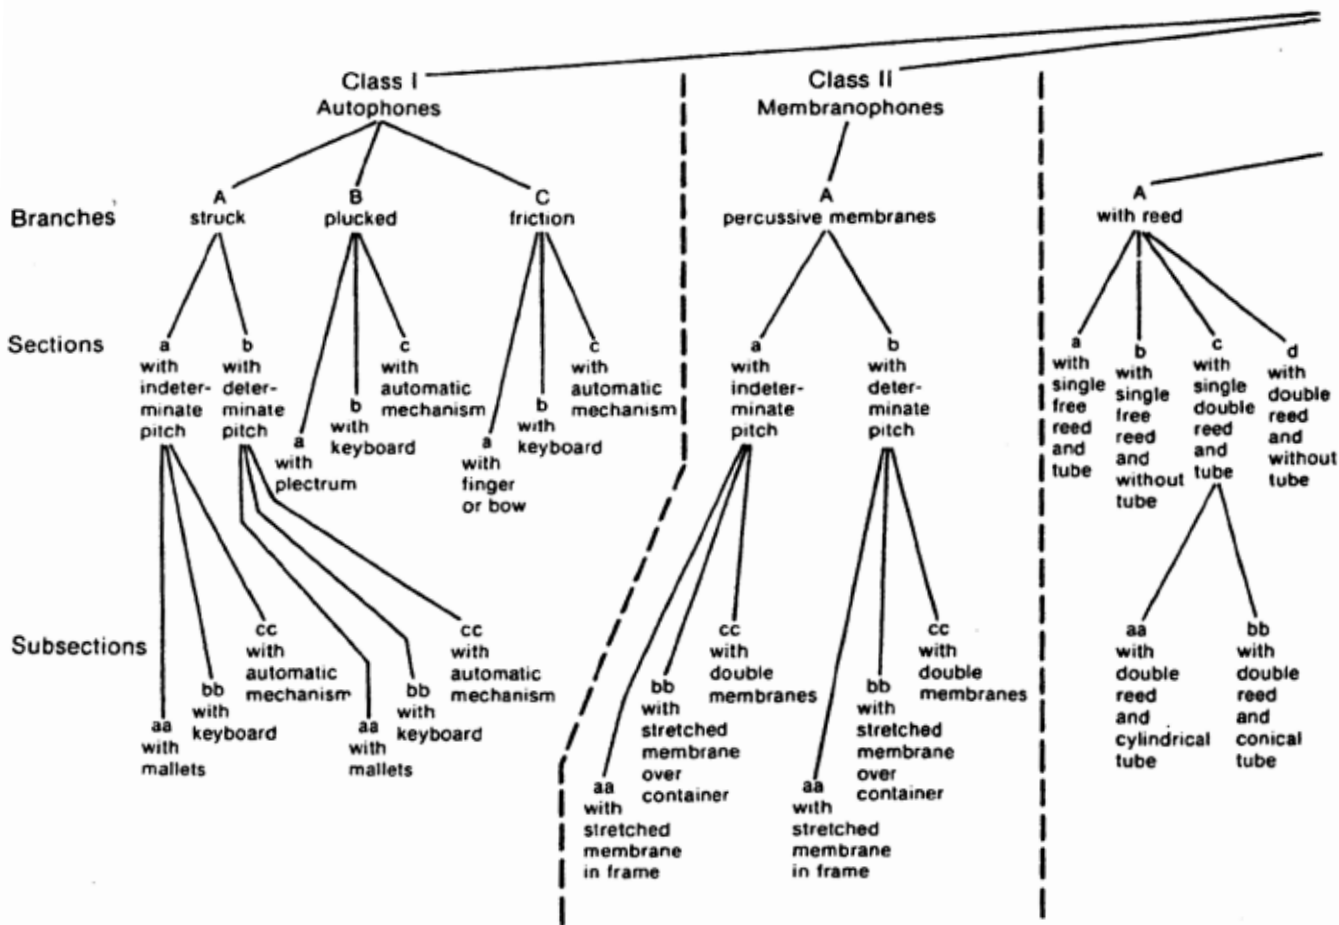 Class I
Autophones
Class II
Membranophones
Branches
A
struck
B
plucked
C
friction
A
percussive membranes
A
with reed
Sections
a
with
indeter-
minate
pitch
b
with
deter-
minate
pitch
a
with
plectrum
b
with
keyboard
c
with
automatic
mechanism
a
with
finger
or bow
b
with
keyboard
c
with
automatic
mechanism
a
with
indeter-
minate
pitch
b
with
deter-
minate
pitch
a
with
single
free
reed
and
tube
b
with
single
free
reed
and
without
tube
c
with
single
double
reed
and
tube
d
with
double
reed
and
without
tube
Subsections
aa
with
mallets
bb
with
keyboard
cc
with
automatic
mechanism
aa
with
mallets
bb
with
keyboard
cc
with
automatic
mechanism
aa
with
stretched
membrane
in frame
bb
with
stretched
membrane
over
container
cc
with
double
membranes
aa
with
stretched
membrane
in frame
bb
with
stretched
membrane
over
container
cc
with
double
membranes
aa
with
double
reed
and
cylindrical
tube
bb
with
double
reed
and
conical
tube